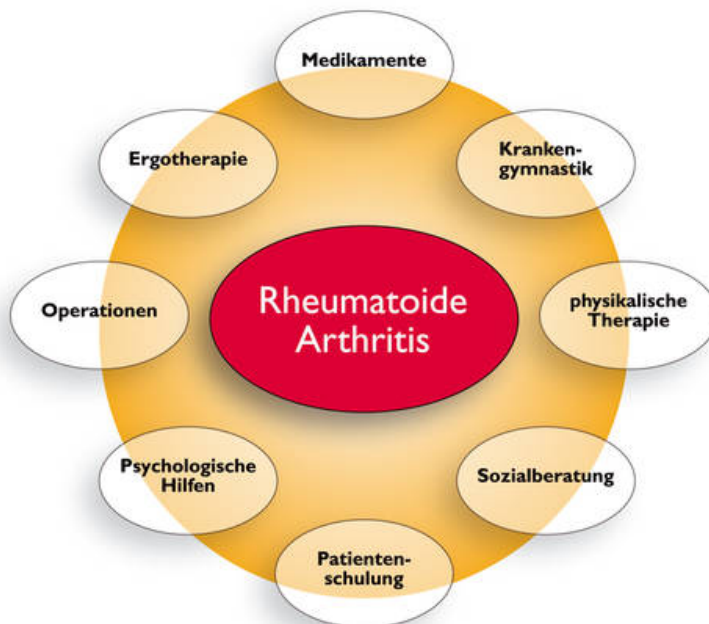 Medikamente
Kranken-
gymnastik
physikalische
Therapie
Sozialberatung
Patienten-
schulung
Psychologische
Hilfen
Operationen
Ergotherapie
Rheumatoide
Arthritis